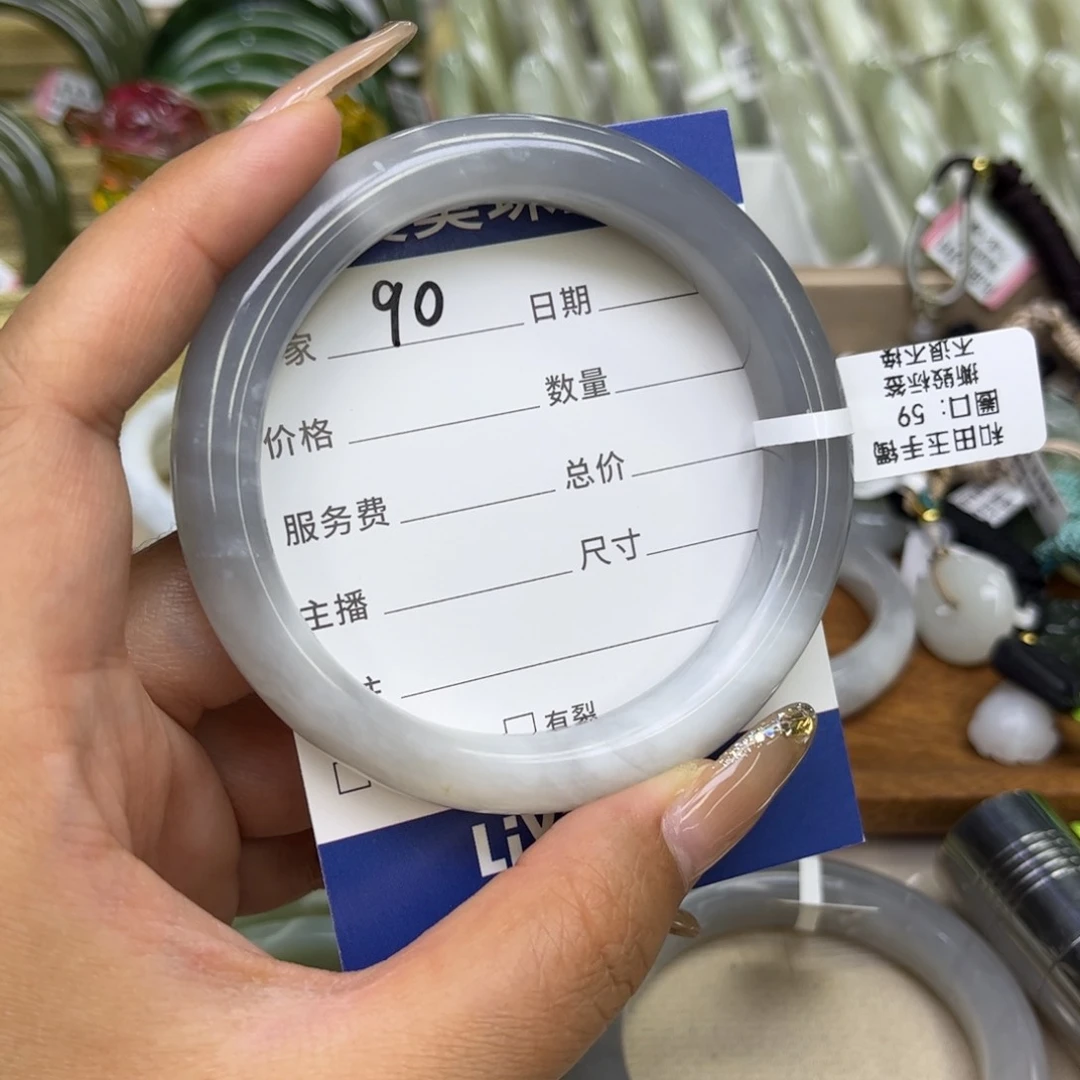 家 90 日期
价格 数量
服务费 总价
主播 尺寸
有裂
Liv
和田玉手镯
圈口：59
撕毁标签
不退不换